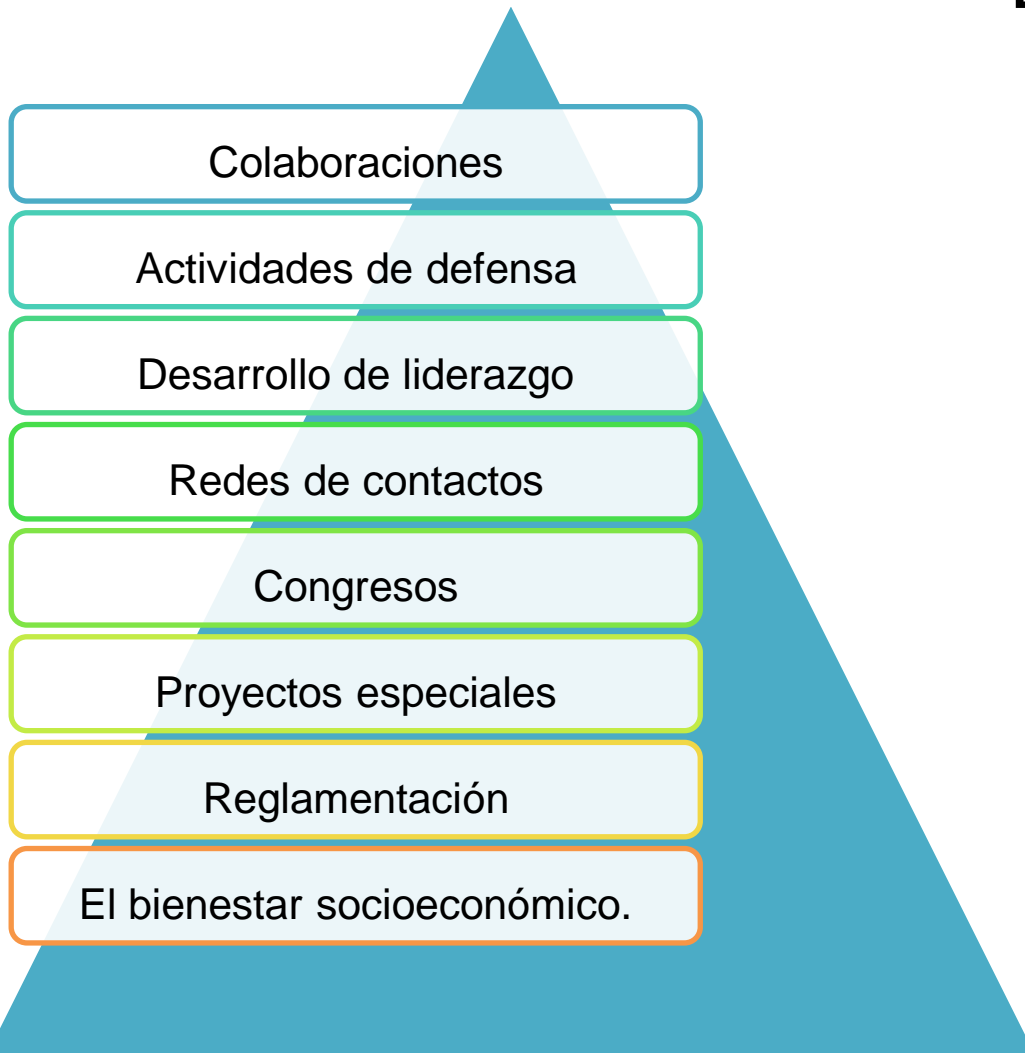 Colaboraciones
Actividades de defensa
Desarrollo de liderazgo
Redes de contactos
Congresos
Proyectos especiales
Reglamentación
El bienestar socioeconómico.